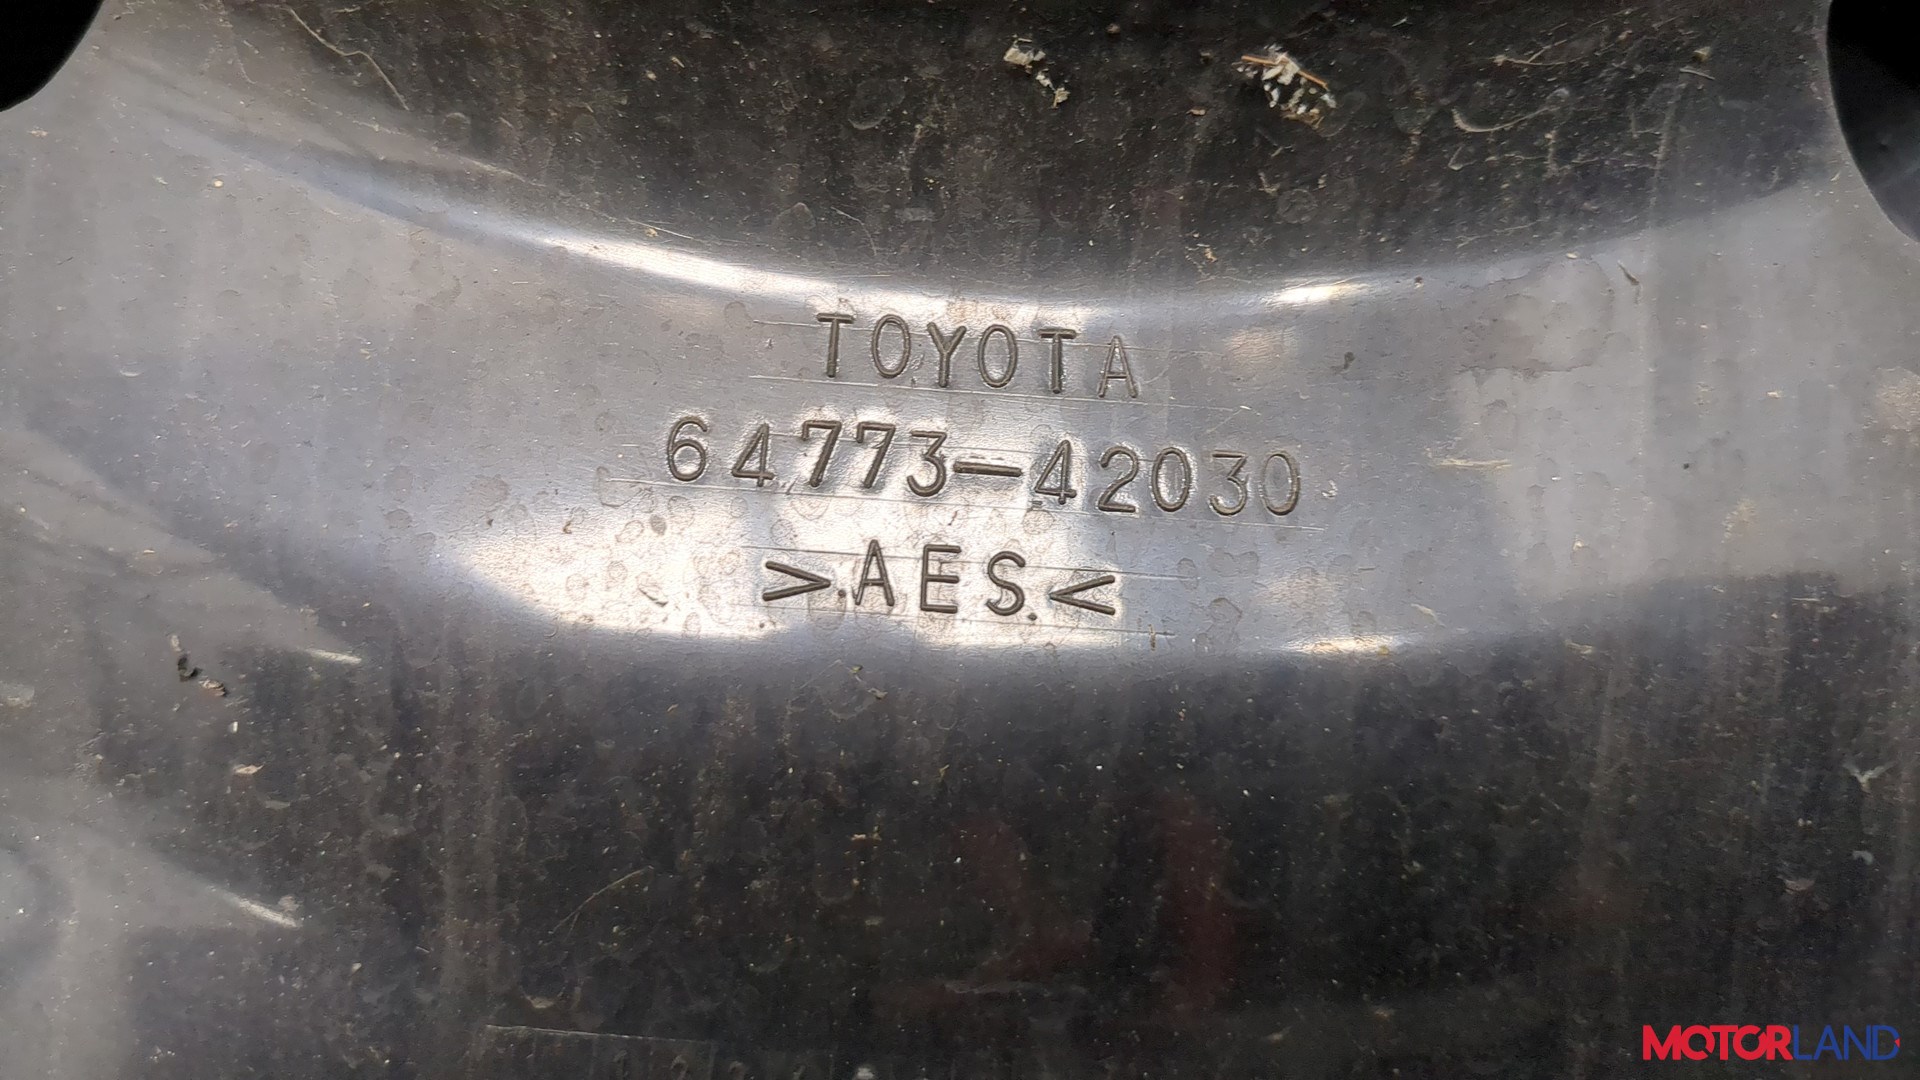 TOYOTA
64773-42030
>AES<
MOTORLAND